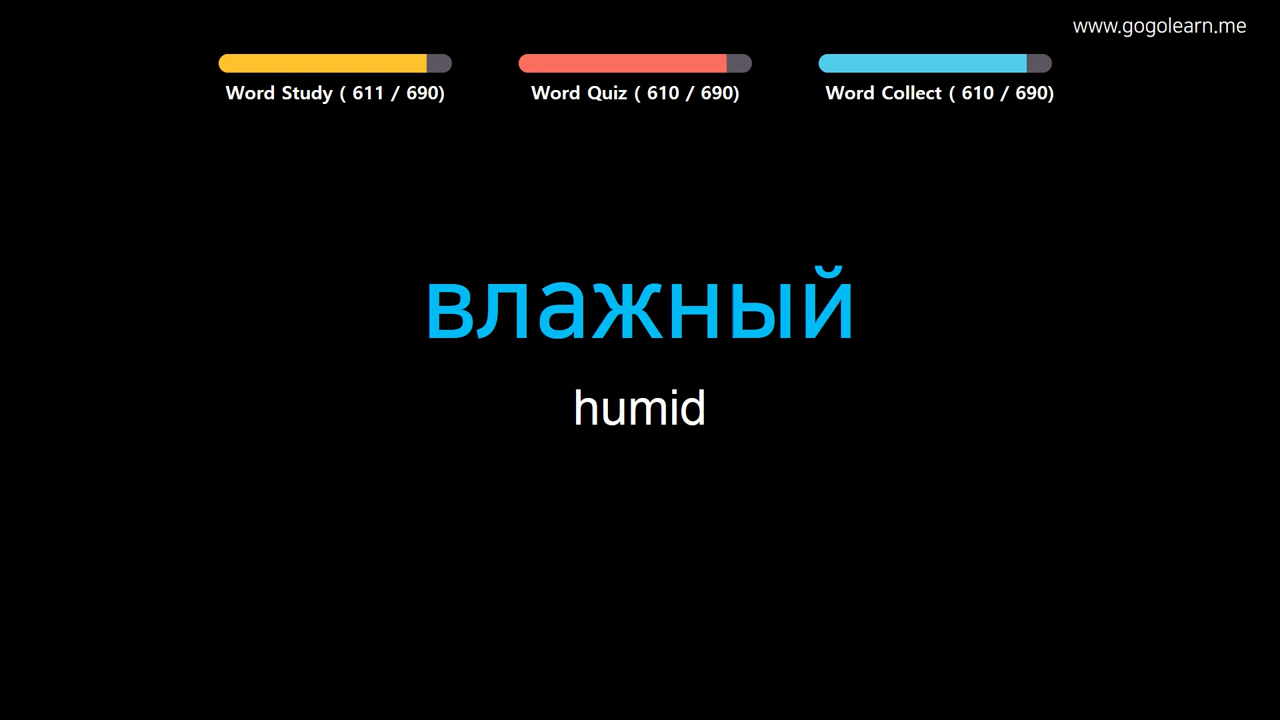 www.gogolearn.me
Word Study ( 611 / 690)
Word Quiz ( 610 / 690)
Word Collect ( 610 / 690)
влажный
humid